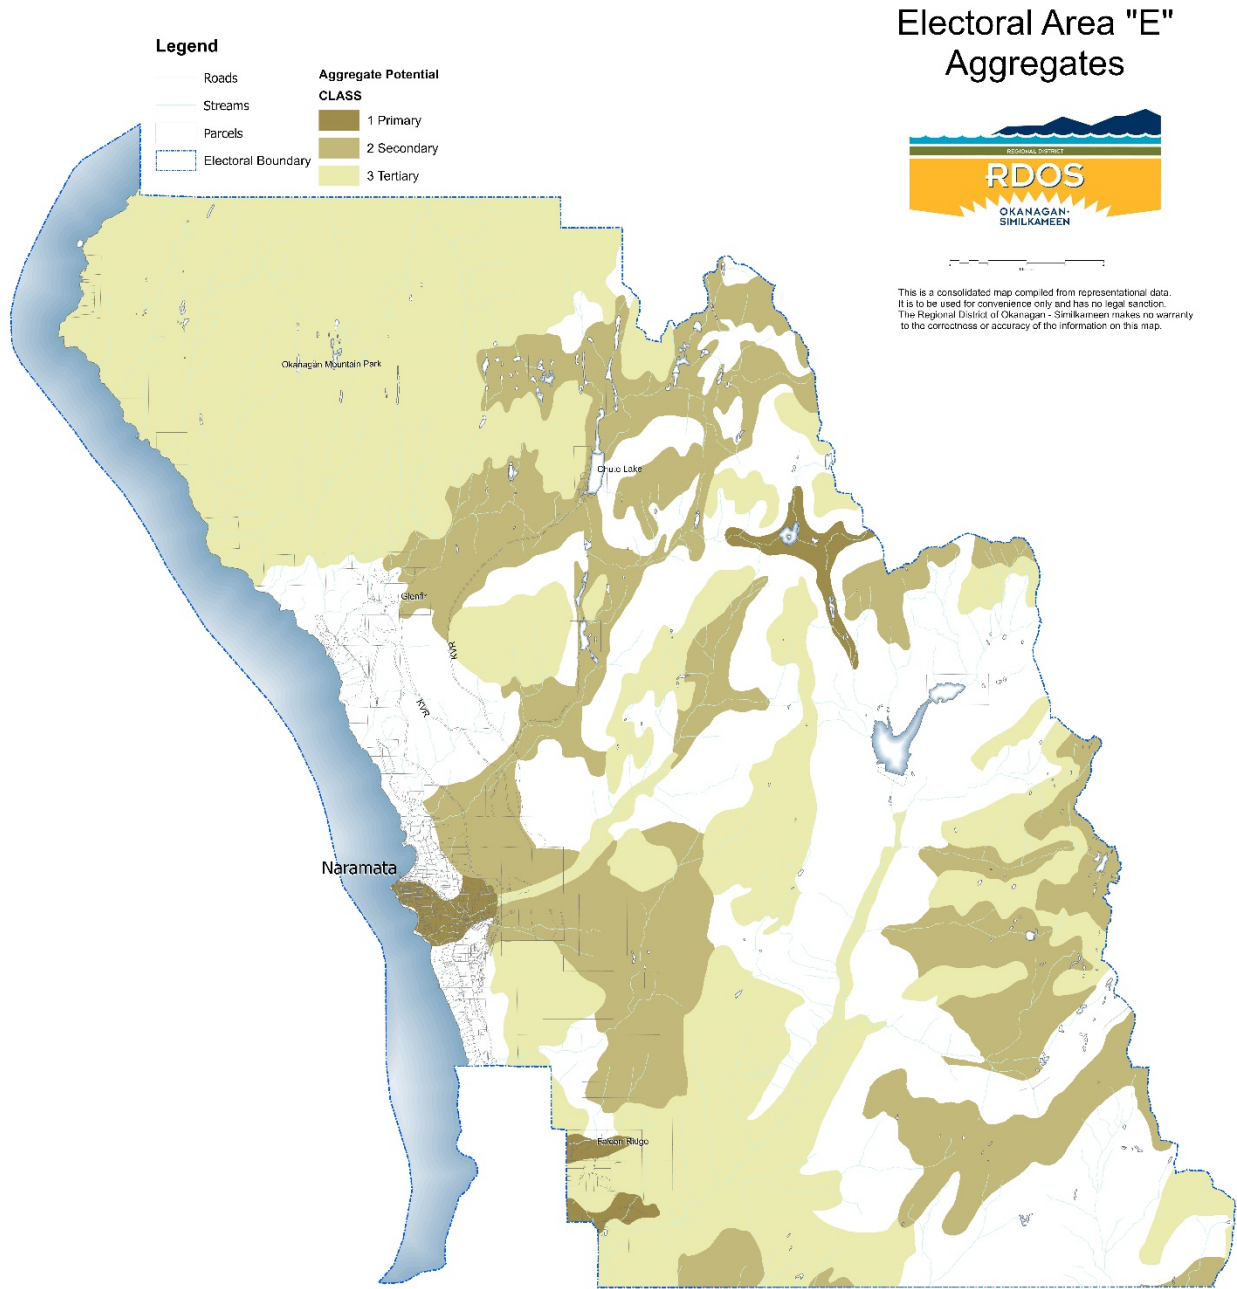 Electoral Area "E"
Aggregates
Legend
Roads
Streams
Parcels
Electoral Boundary
Aggregate Potential
CLASS
1 Primary
2 Secondary
3 Tertiary
REGIONAL DISTRICT
RDOS
OKANAGAN-
SIMILKAMEEN
This is a consolidated map compiled from representational data.
It is to be used for convenience only and has no legal sanction.
The Regional District of Okanagan - Similkameen makes no warranty
to the correctness or accuracy of the information on this map.
Okanagan Mountain Park
Chute Lake
Glenfir
KVR
KVR
Naramata
Falcon Ridge